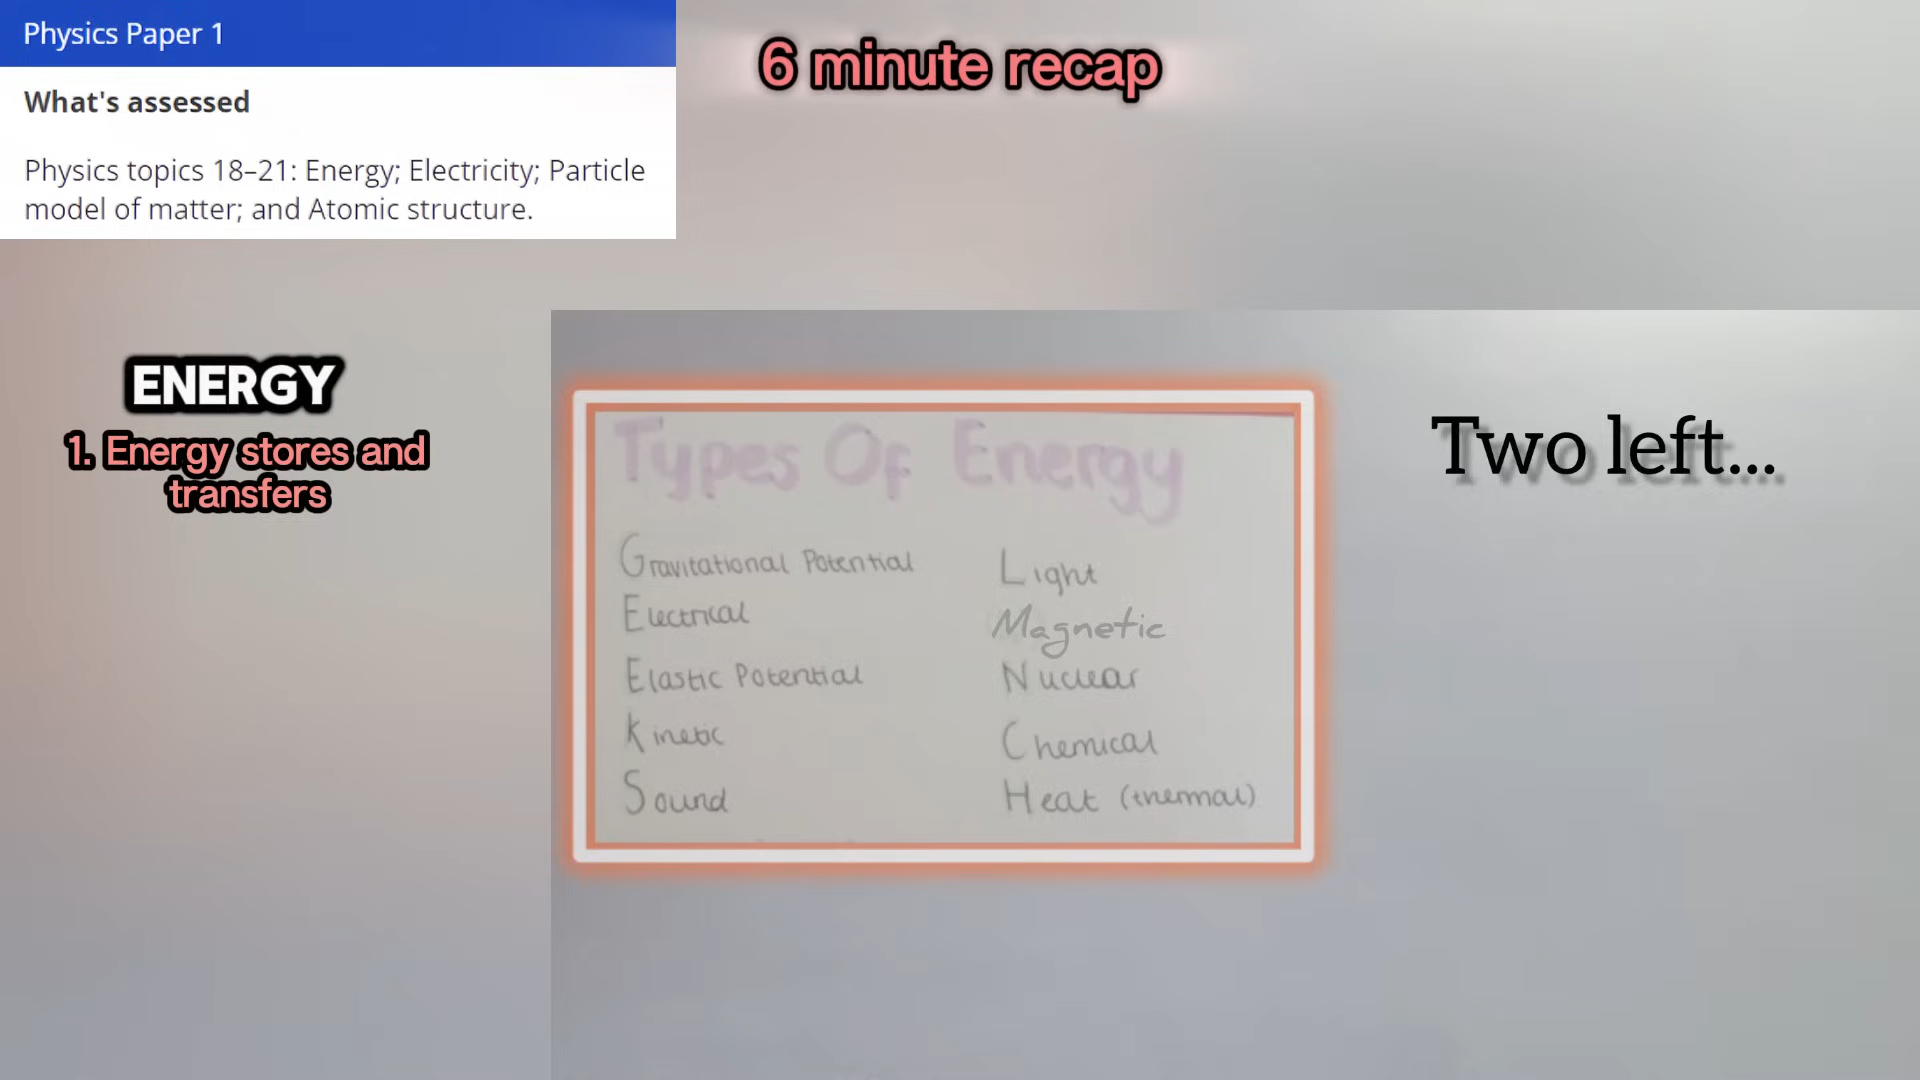 Physics Paper 1
What's assessed
Physics topics 18–21: Energy; Electricity; Particle
model of matter; and Atomic structure.
6 minute recap
ENERGY
1. Energy stores and
transfers
Types Of Energy
Gravitational Potential
Electrical
Elastic Potential
Kinetic
Sound
Light
Magnetic
Nuclear
Chemical
Heat (thermal)
Two left...